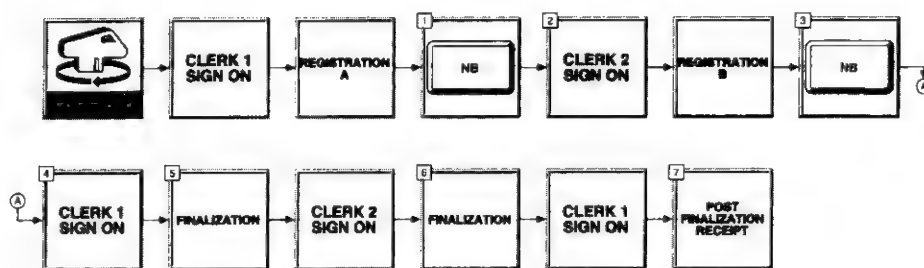 CLERK 1
SIGN ON
REGISTRATION
A
1
NB
2
CLERK 2
SIGN ON
REGISTRATION
B
3
NB
A
A
4
CLERK 1
SIGN ON
5
FINALIZATION
CLERK 2
SIGN ON
6
FINALIZATION
CLERK 1
SIGN ON
7
POST
FINALIZATION
RECEIPT